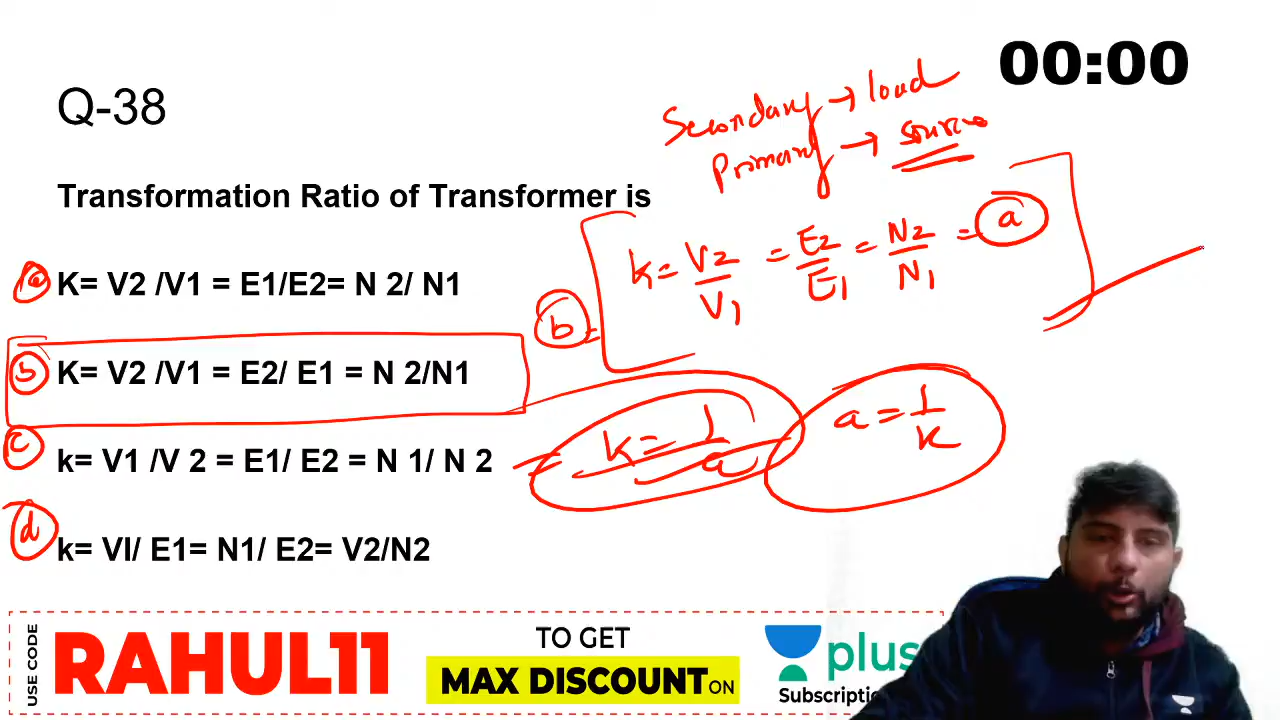 00:00
Q-38
Secondary → load
Primary → source
Transformation Ratio of Transformer is
k = V2/V1 = E2/E1 = N2/N1 = a
a K= V2 /V1 = E1/E2= N 2/ N1
b =
b K= V2 /V1 = E2/ E1 = N 2/N1
k = 1/a
a = 1/k
c k= V1 /V 2 = E1/ E2 = N 1/ N 2
d k= VI/ E1= N1/ E2= V2/N2
USE CODE
RAHUL11
TO GET
MAX DISCOUNT ON
plus
Subscriptio